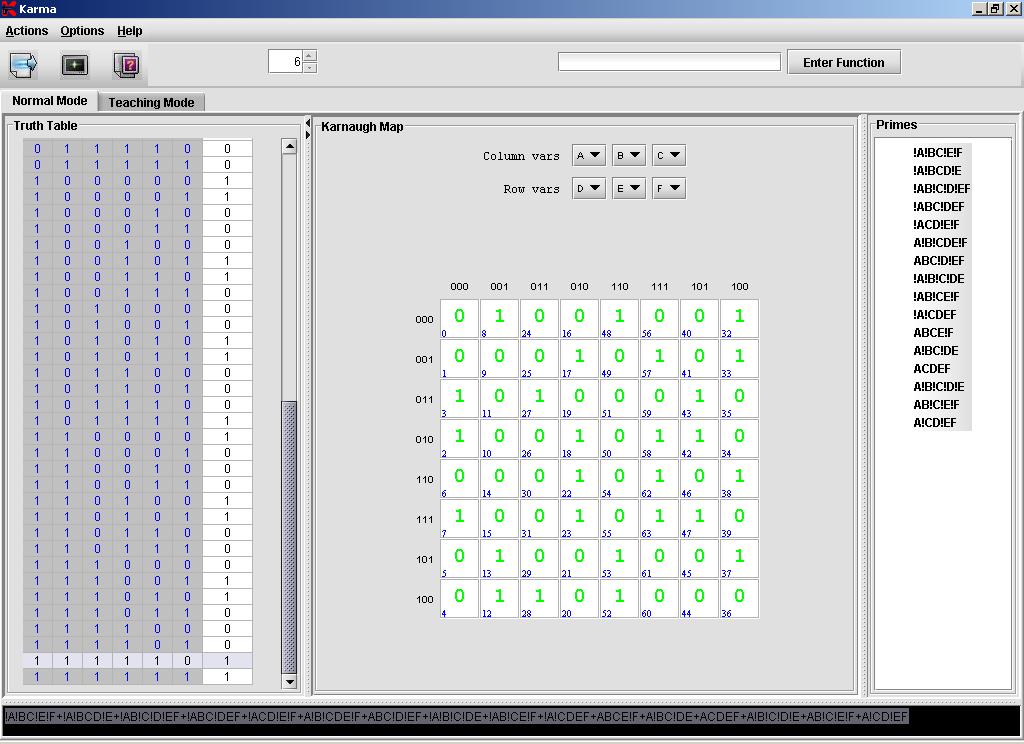 Karma
Actions Options Help
6
Enter Function
Normal Mode Teaching Mode
Truth Table
0 1 1 1 1 0 0
0 1 1 1 1 1 0
1 0 0 0 0 0 1
1 0 0 0 0 1 1
1 0 0 0 1 0 0
1 0 0 0 1 1 0
1 0 0 1 0 0 0
1 0 0 1 0 1 1
1 0 0 1 1 0 1
1 0 0 1 1 1 0
1 0 1 0 0 0 0
1 0 1 0 0 1 0
1 0 1 0 1 0 1
1 0 1 0 1 1 1
1 0 1 1 0 0 0
1 0 1 1 0 1 0
1 0 1 1 1 0 0
1 0 1 1 1 1 1
1 1 0 0 0 0 1
1 1 0 0 0 1 0
1 1 0 0 1 0 0
1 1 0 0 1 1 0
1 1 0 1 0 0 1
1 1 0 1 0 1 1
1 1 0 1 1 0 0
1 1 0 1 1 1 0
1 1 1 0 0 0 0
1 1 1 0 0 1 1
1 1 1 0 1 0 1
1 1 1 0 1 1 0
1 1 1 1 0 0 0
1 1 1 1 0 1 0
1 1 1 1 1 0 1
1 1 1 1 1 1 1
Karnaugh Map
Column vars A B C
Row vars D E F
000 001 011 010 110 111 101 100
000 0 1 0 0 1 0 0 1
0 8 24 16 48 56 40 32
001 0 0 0 1 0 1 0 1
1 9 25 17 49 57 41 33
011 1 0 1 0 0 0 1 0
3 11 27 19 51 59 43 35
010 1 0 0 1 0 1 1 0
2 10 26 18 50 58 42 34
110 0 0 0 1 0 1 0 1
6 14 30 22 54 62 46 38
111 1 0 0 1 0 1 1 0
7 15 31 23 55 63 47 39
101 0 1 0 0 1 0 0 1
5 13 29 21 53 61 45 37
100 0 1 1 0 1 0 0 0
4 12 28 20 52 60 44 36
Primes
!A!BC!E!F
!A!BCD!E
!AB!C!D!EF
!ABC!DEF
!ACD!E!F
A!B!CDE!F
ABC!D!EF
!A!B!C!DE
!AB!CE!F
!A!CDEF
ABCE!F
A!BC!DE
ACDEF
A!B!C!D!E
AB!C!E!F
A!CD!EF
!A!BC!E!F+!A!BCD!E+!AB!C!D!EF+!ABC!DEF+!ACD!E!F+A!B!CDE!F+ABC!D!EF+!A!B!C!DE+!AB!CE!F+!A!CDEF+ABCE!F+A!BC!DE+ACDEF+A!B!C!D!E+AB!C!E!F+A!CD!EF